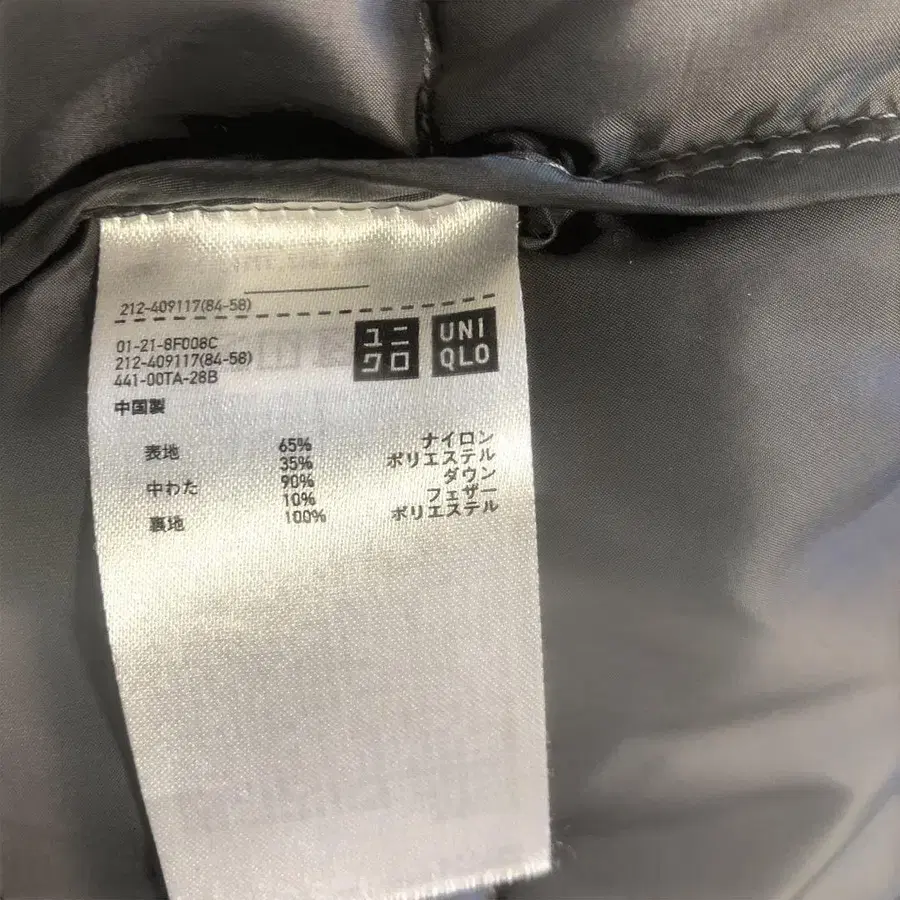 212-409117(84-58)
01-21-8F008C
212-409117(84-58)
441-00TA-28B
ユニ
クロ
UNI
QLO
中国製
表地 65% ナイロン
35% ポリエステル
中わた 90% ダウン
10% フェザー
裏地 100% ポリエステル